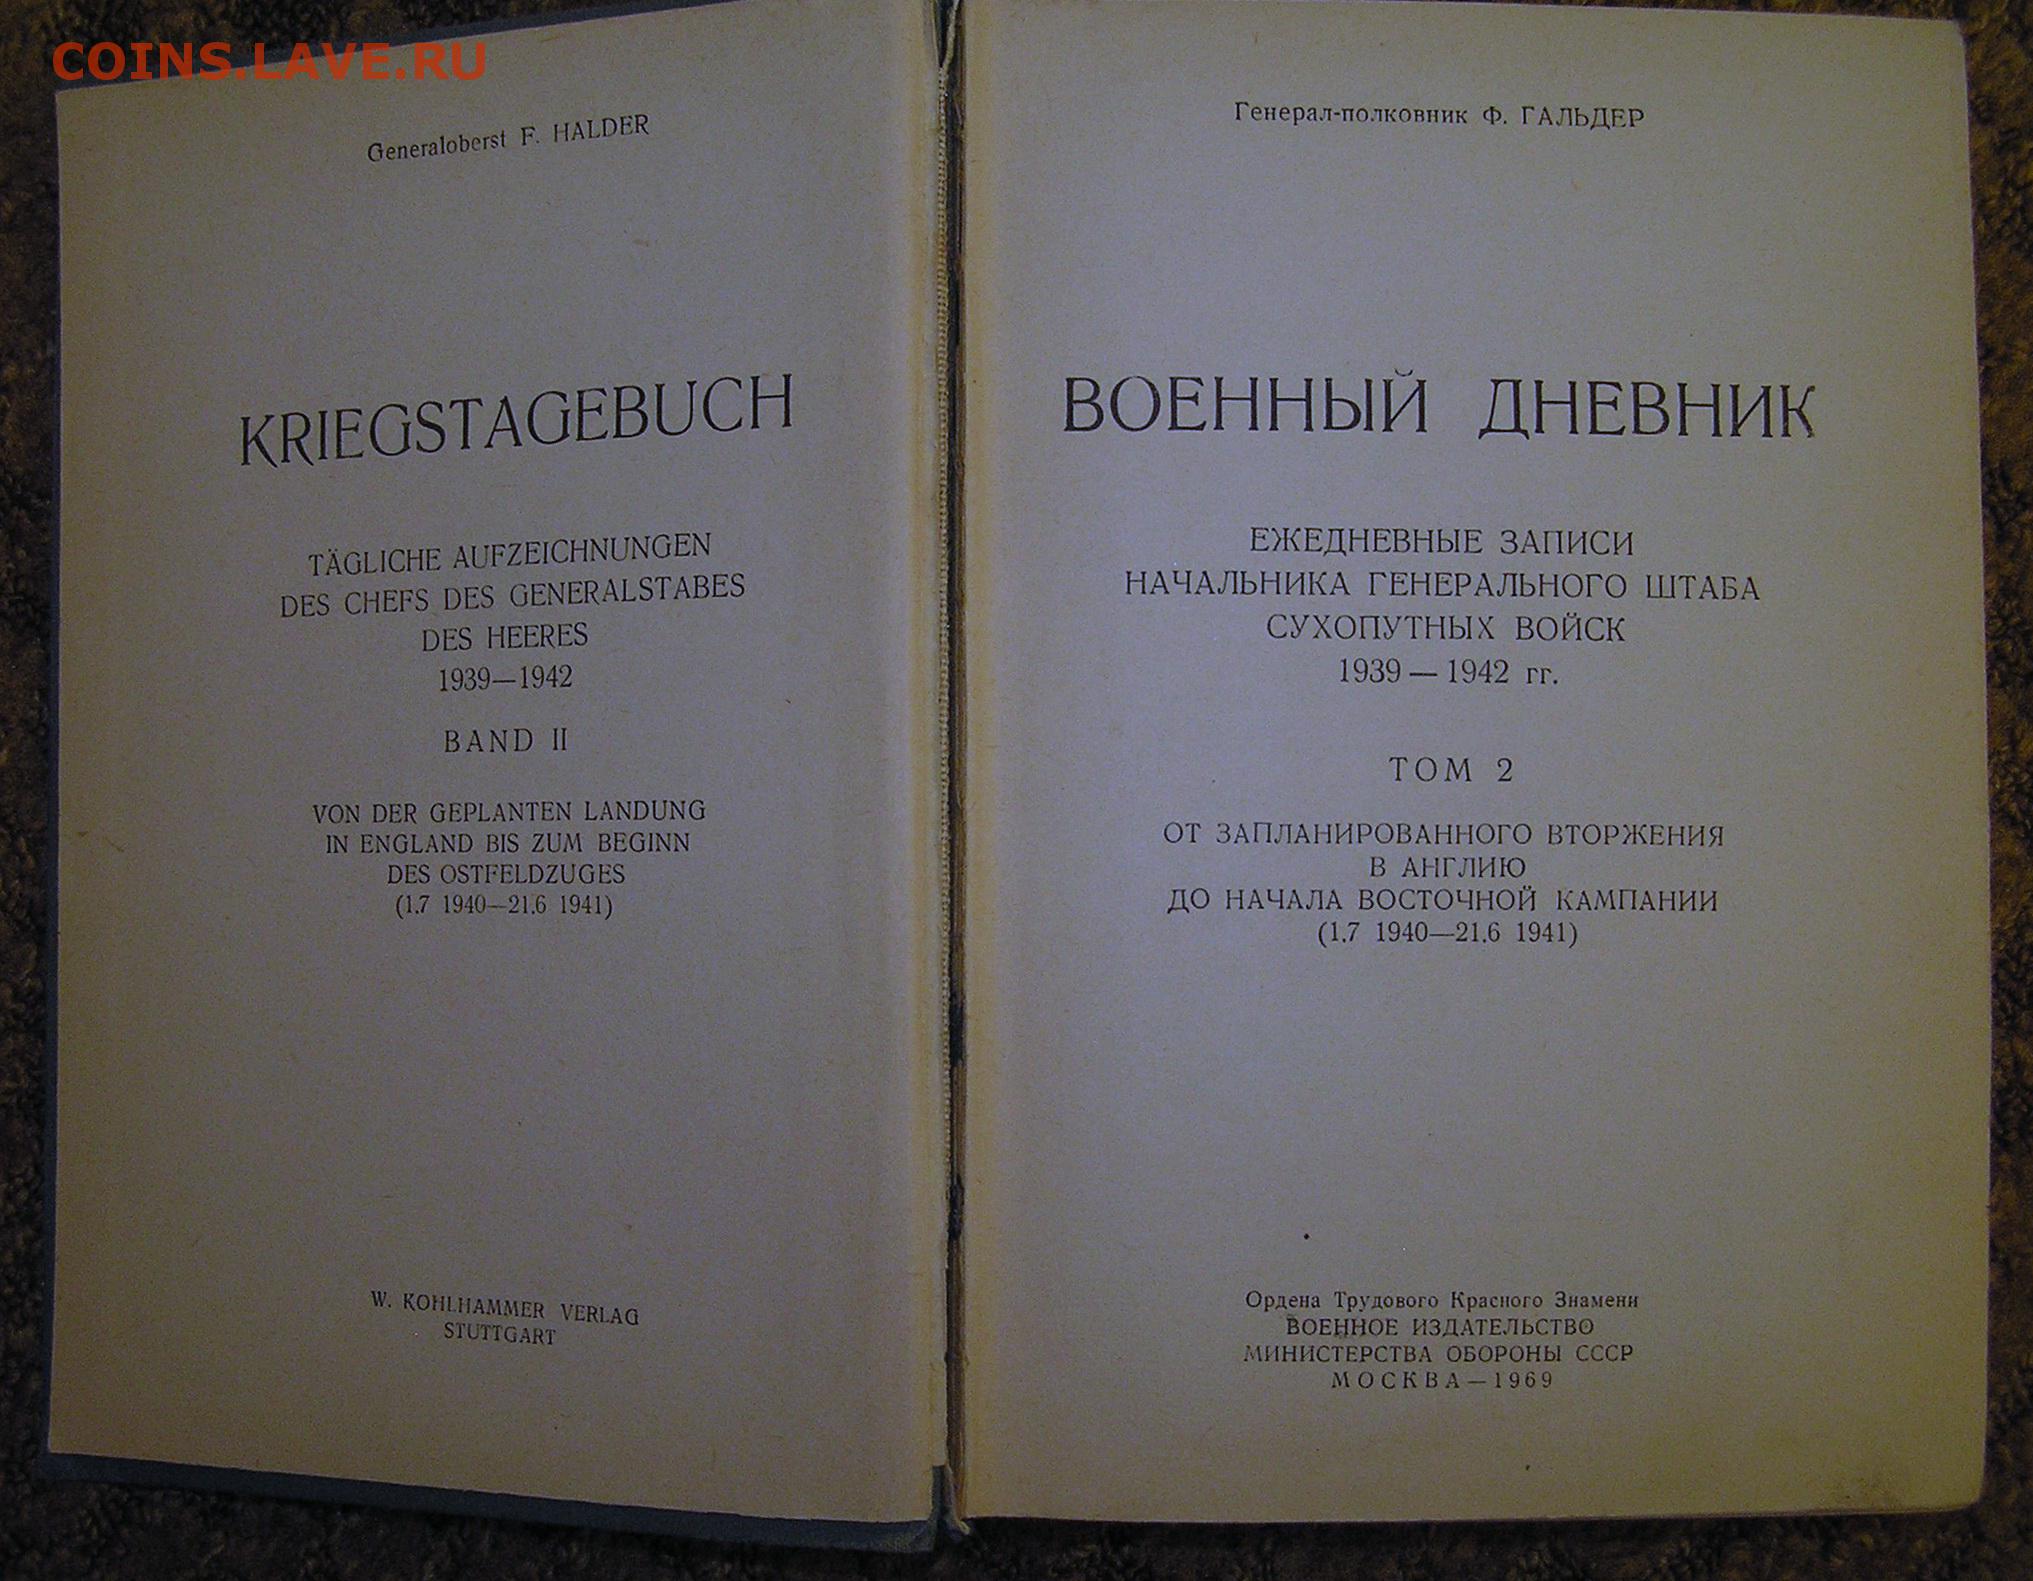 COINS.LAVE.RU
Generaloberst F. HALDER
KRIEGSTAGEBUCH
TÄGLICHE AUFZEICHNUNGEN
DES CHEFS DES GENERALSTABES
DES HEERES
1939—1942
BAND II
VON DER GEPLANTEN LANDUNG
IN ENGLAND BIS ZUM BEGINN
DES OSTFELDZUGES
(1.7 1940—21.6 1941)
W. KOHLHAMMER VERLAG
STUTTGART
Генерал-полковник Ф. ГАЛЬДЕР
ВОЕННЫЙ ДНЕВНИК
ЕЖЕДНЕВНЫЕ ЗАПИСИ
НАЧАЛЬНИКА ГЕНЕРАЛЬНОГО ШТАБА
СУХОПУТНЫХ ВОЙСК
1939 — 1942 гг.
ТОМ 2
ОТ ЗАПЛАНИРОВАННОГО ВТОРЖЕНИЯ
В АНГЛИЮ
ДО НАЧАЛА ВОСТОЧНОЙ КАМПАНИИ
(1.7 1940—21.6 1941)
Ордена Трудового Красного Знамени
ВОЕННОЕ ИЗДАТЕЛЬСТВО
МИНИСТЕРСТВА ОБОРОНЫ СССР
МОСКВА — 1969